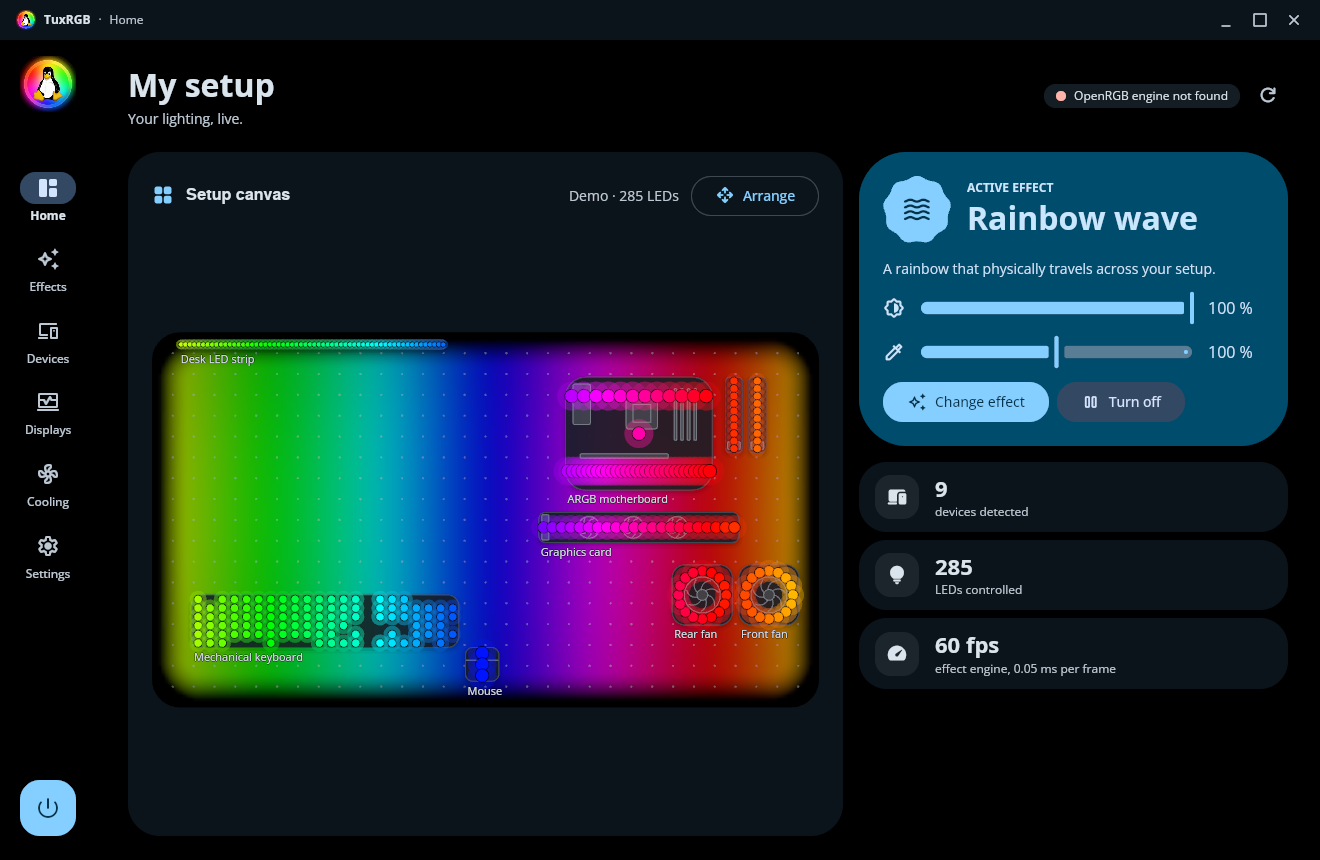 TuxRGB · Home
My setup
Your lighting, live.
OpenRGB engine not found
Home
Effects
Devices
Displays
Cooling
Settings
Setup canvas
Demo · 285 LEDs
Arrange
Desk LED strip
ARGB motherboard
Graphics card
Rear fan
Front fan
Mechanical keyboard
Mouse
ACTIVE EFFECT
Rainbow wave
A rainbow that physically travels across your setup.
100 %
100 %
Change effect
Turn off
9
devices detected
285
LEDs controlled
60 fps
effect engine, 0.05 ms per frame